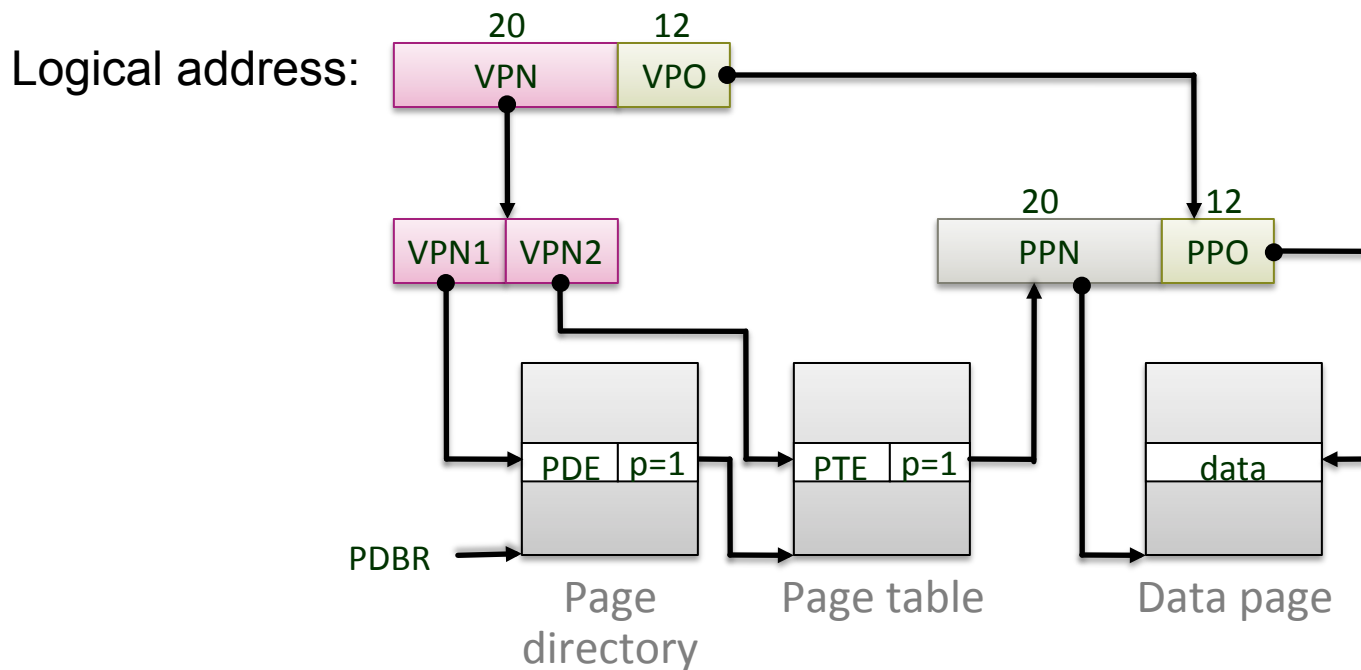 20 12
Logical address: VPN VPO
20 12
VPN1 VPN2 PPN PPO
PDE p=1 PTE p=1 data
PDBR
Page directory
Page table
Data page